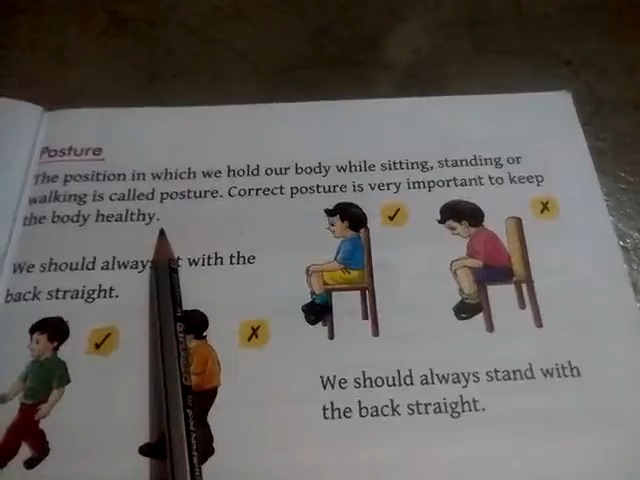 Posture
The position in which we hold our body while sitting, standing or
walking is called posture. Correct posture is very important to keep
the body healthy.
We should always with the
back straight.
We should always stand with
the back straight.